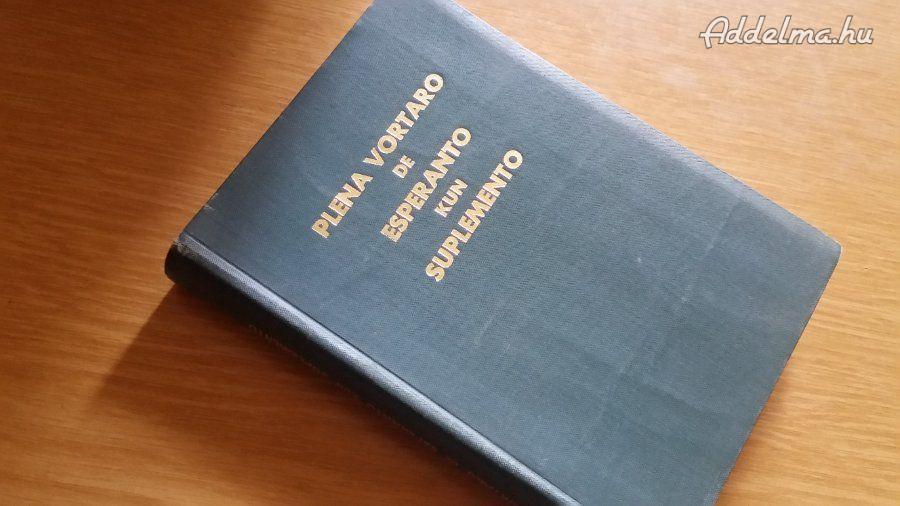 Addelma.hu
PLENA VORTARO
DE
ESPERANTO
KUN
SUPLEMENTO